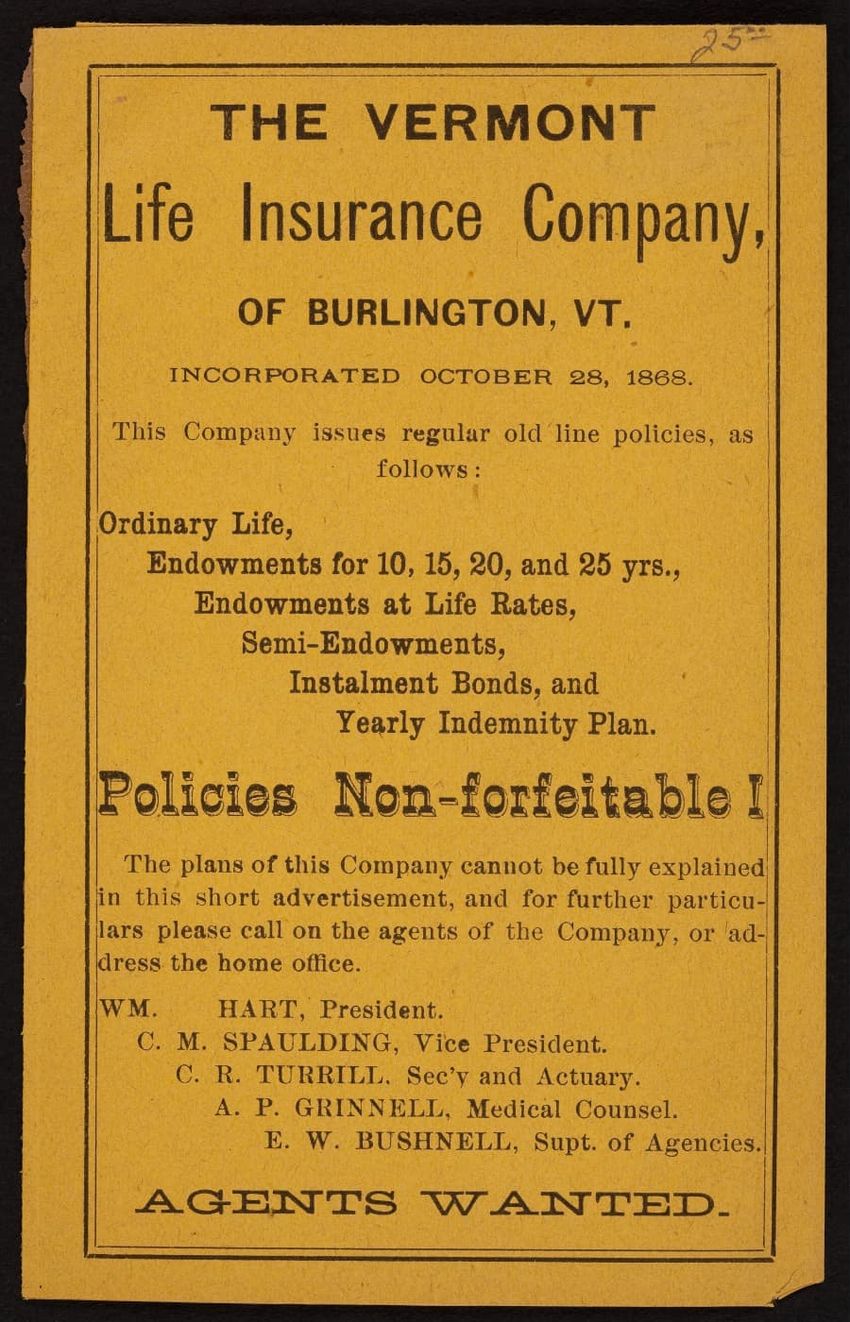 25⁰⁰
THE VERMONT
Life Insurance Company,
OF BURLINGTON, VT.
INCORPORATED OCTOBER 28, 1868.
This Company issues regular old line policies, as
follows:
Ordinary Life,
Endowments for 10, 15, 20, and 25 yrs.,
Endowments at Life Rates,
Semi-Endowments,
Instalment Bonds, and
Yearly Indemnity Plan.
Policies Non-forfeitable!
The plans of this Company cannot be fully explained
in this short advertisement, and for further particu-
lars please call on the agents of the Company, or ad-
dress the home office.
WM. HART, President.
C. M. SPAULDING, Vice President.
C. R. TURRILL, Sec'y and Actuary.
A. P. GRINNELL, Medical Counsel.
E. W. BUSHNELL, Supt. of Agencies.
AGENTS WANTED.